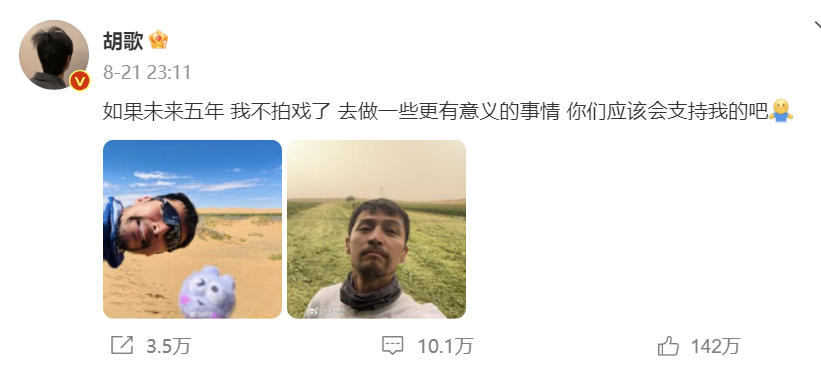 胡歌
8-21 23:11
如果未来五年 我不拍戏了 去做一些更有意义的事情 你们应该会支持我的吧
3.5万
10.1万
142万